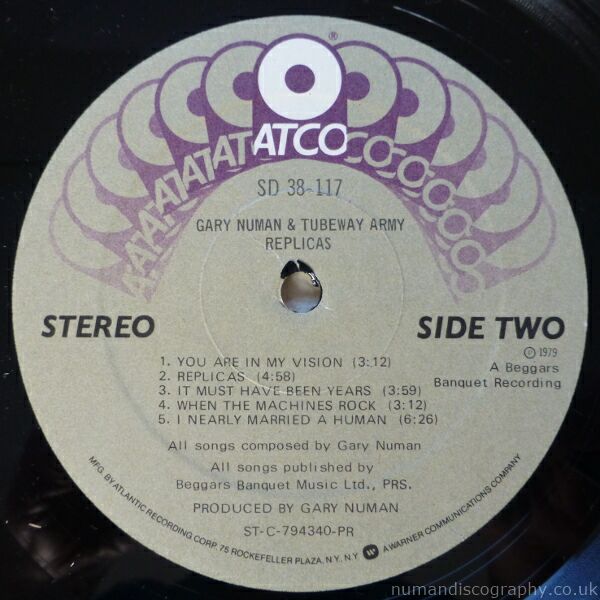 ATCO
®
SD 38-117
GARY NUMAN & TUBEWAY ARMY
REPLICAS
STEREO
SIDE TWO
℗ 1979
A Beggars
Banquet Recording
1. YOU ARE IN MY VISION (3:12)
2. REPLICAS (4:58)
3. IT MUST HAVE BEEN YEARS (3:59)
4. WHEN THE MACHINES ROCK (3:12)
5. I NEARLY MARRIED A HUMAN (6:26)
All songs composed by Gary Numan
All songs published by
Beggars Banquet Music Ltd., PRS.
PRODUCED BY GARY NUMAN
ST-C-794340-PR
MFG. BY ATLANTIC RECORDING CORP. 75 ROCKEFELLER PLAZA, N.Y. N.Y. A WARNER COMMUNICATIONS COMPANY
numandiscography.co.uk